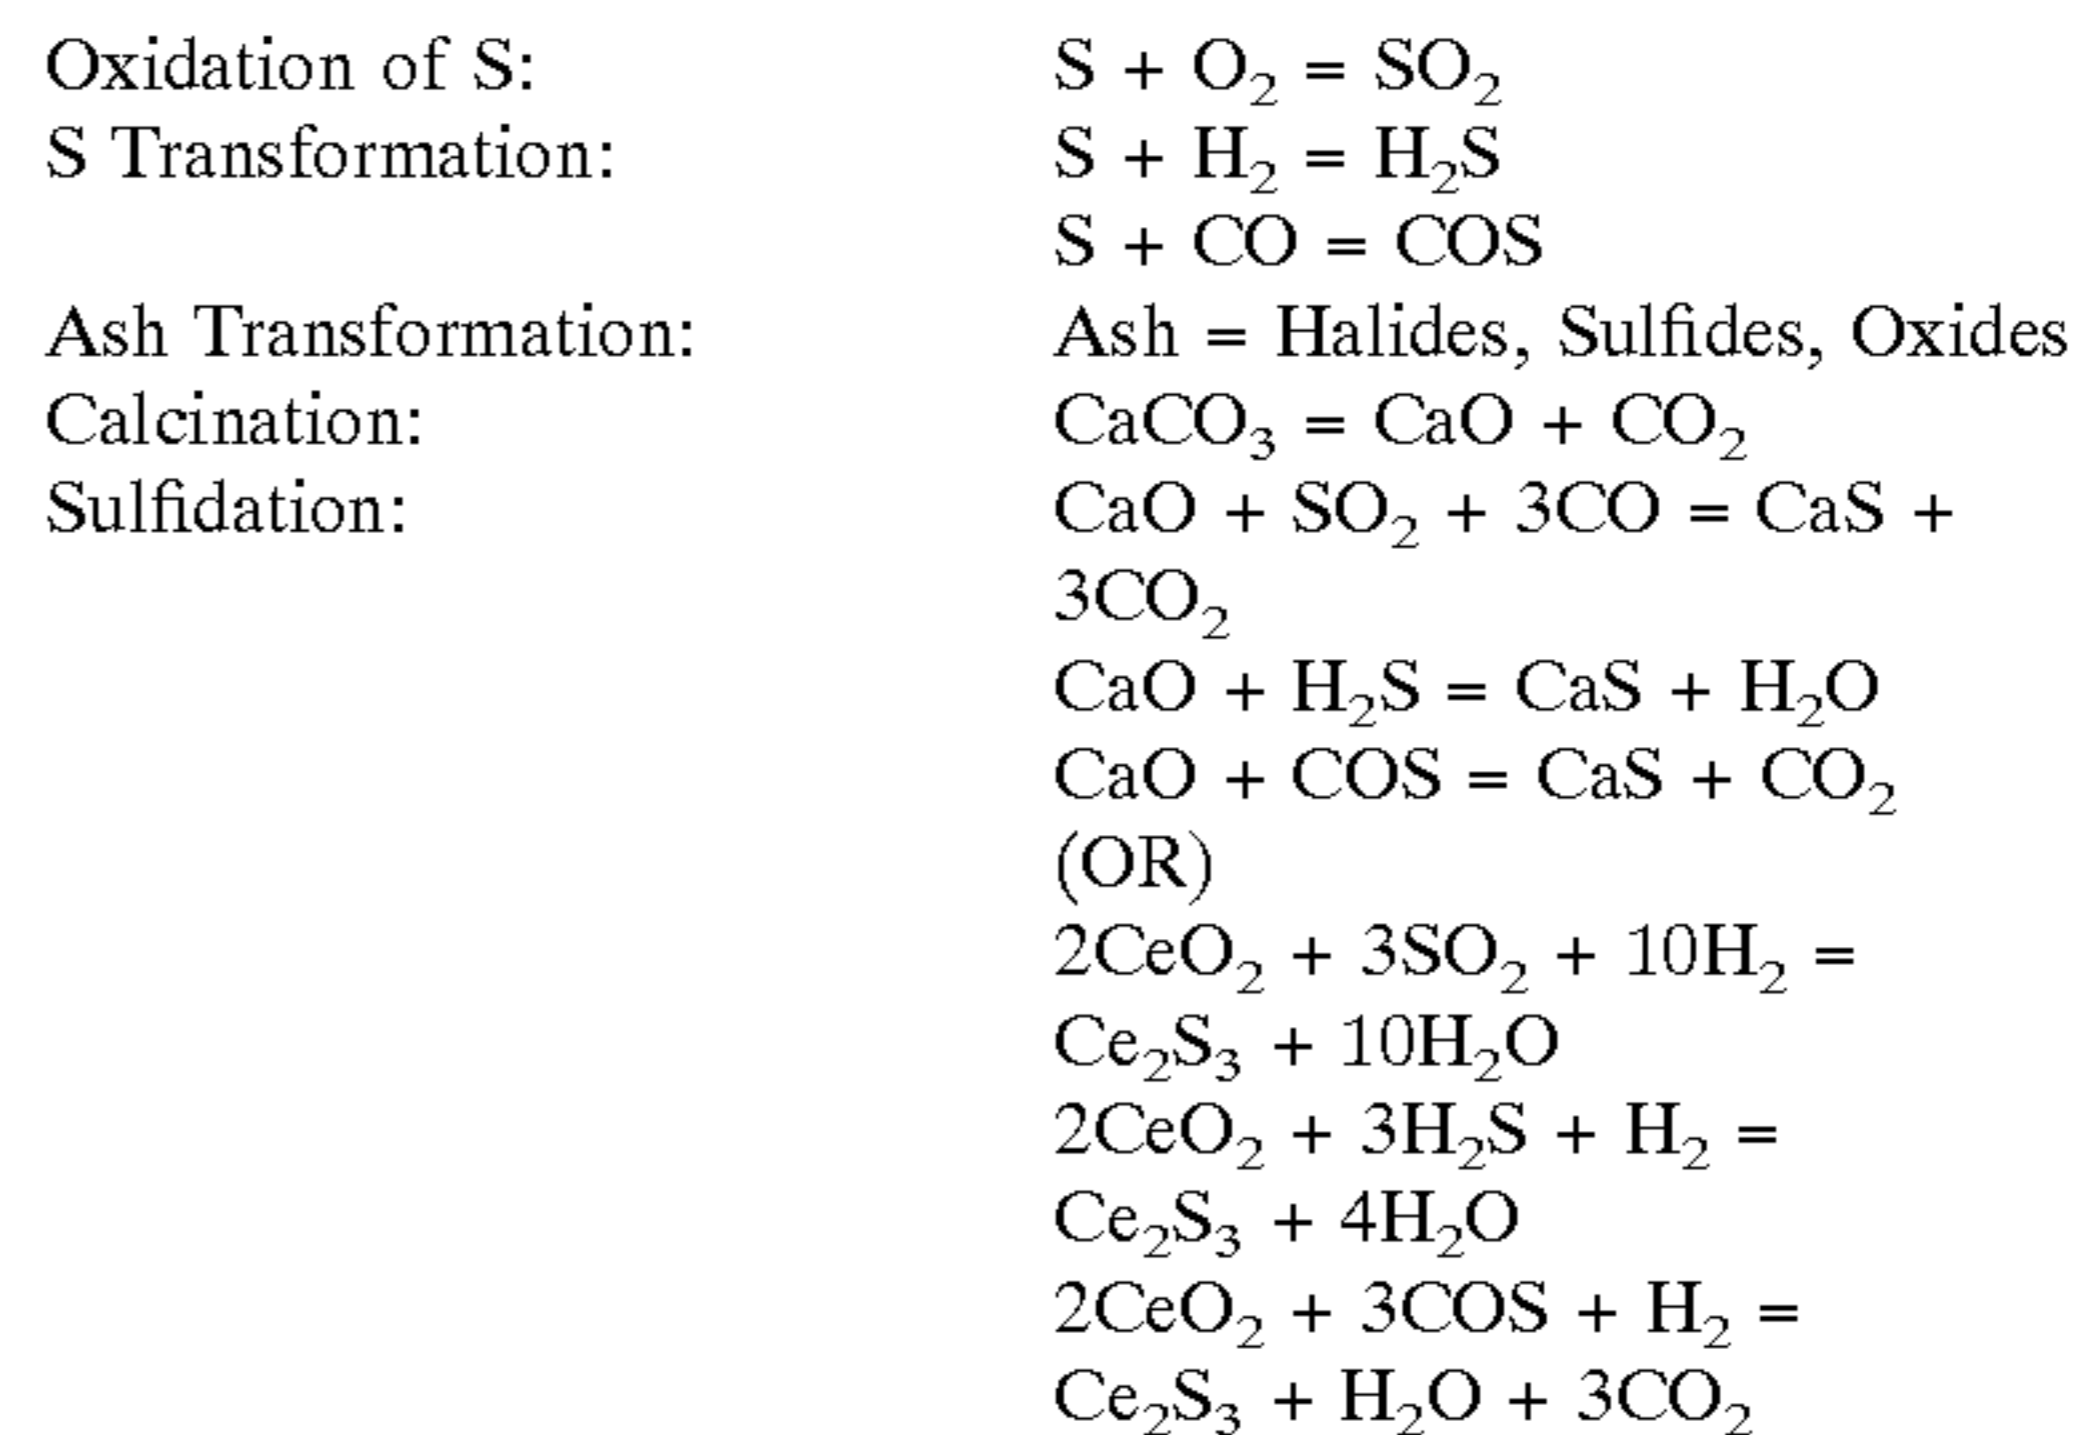 Oxidation of S: S + O₂ = SO₂
S Transformation: S + H₂ = H₂S
S + CO = COS
Ash Transformation: Ash = Halides, Sulfides, Oxides
Calcination: CaCO₃ = CaO + CO₂
Sulfidation: CaO + SO₂ + 3CO = CaS +
3CO₂
CaO + H₂S = CaS + H₂O
CaO + COS = CaS + CO₂
(OR)
2CeO₂ + 3SO₂ + 10H₂ =
Ce₂S₃ + 10H₂O
2CeO₂ + 3H₂S + H₂ =
Ce₂S₃ + 4H₂O
2CeO₂ + 3COS + H₂ =
Ce₂S₃ + H₂O + 3CO₂